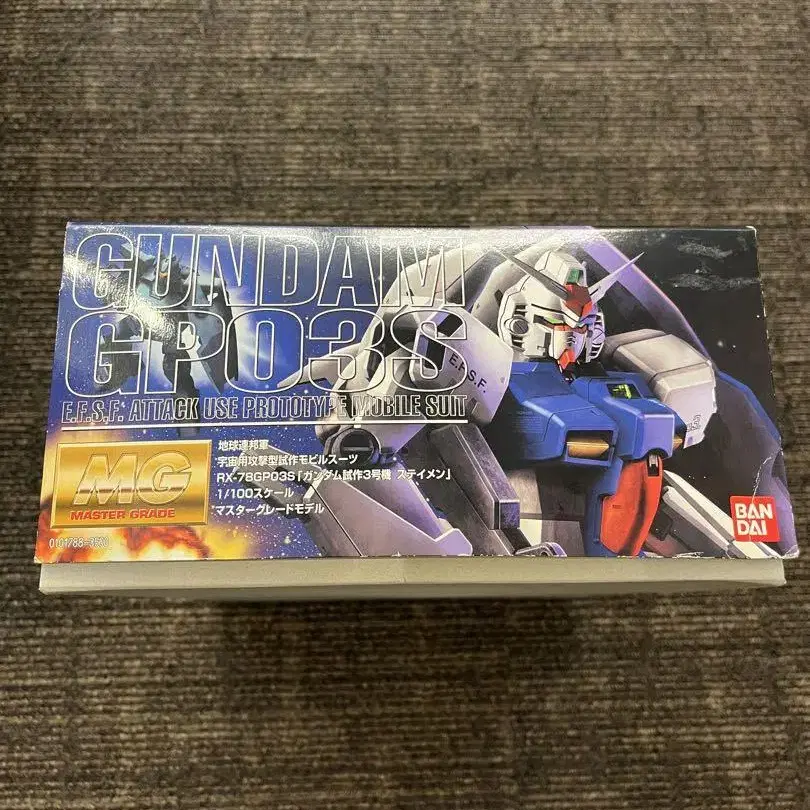 GUNDAM
GP03S
E.F.S.F. ATTACK USE PROTOTYPE MOBILE SUIT
E.F.S.F.
MG
MASTER GRADE
地球連邦軍
宇宙用攻撃型試作モビルスーツ
RX-78GP03S「ガンダム試作3号機 ステイメン」
1/100スケール
マスターグレードモデル
BAN
DAI